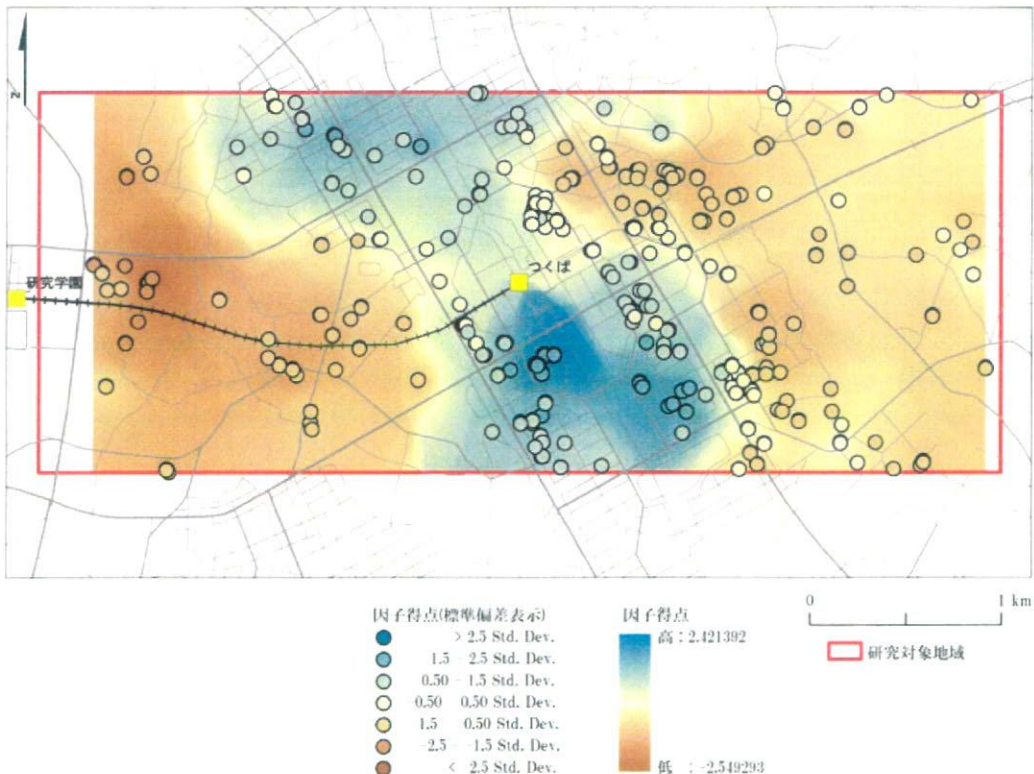 z
研究学園
つくば
因子得点(標準偏差表示)
> 2.5 Std. Dev.
1.5 2.5 Std. Dev.
0.50 1.5 Std. Dev.
0.50 0.50 Std. Dev.
1.5 0.50 Std. Dev.
-2.5 - -1.5 Std. Dev.
< 2.5 Std. Dev.
因子得点
高 : 2.421392
低 : -2.549293
0 1 km
研究対象地域